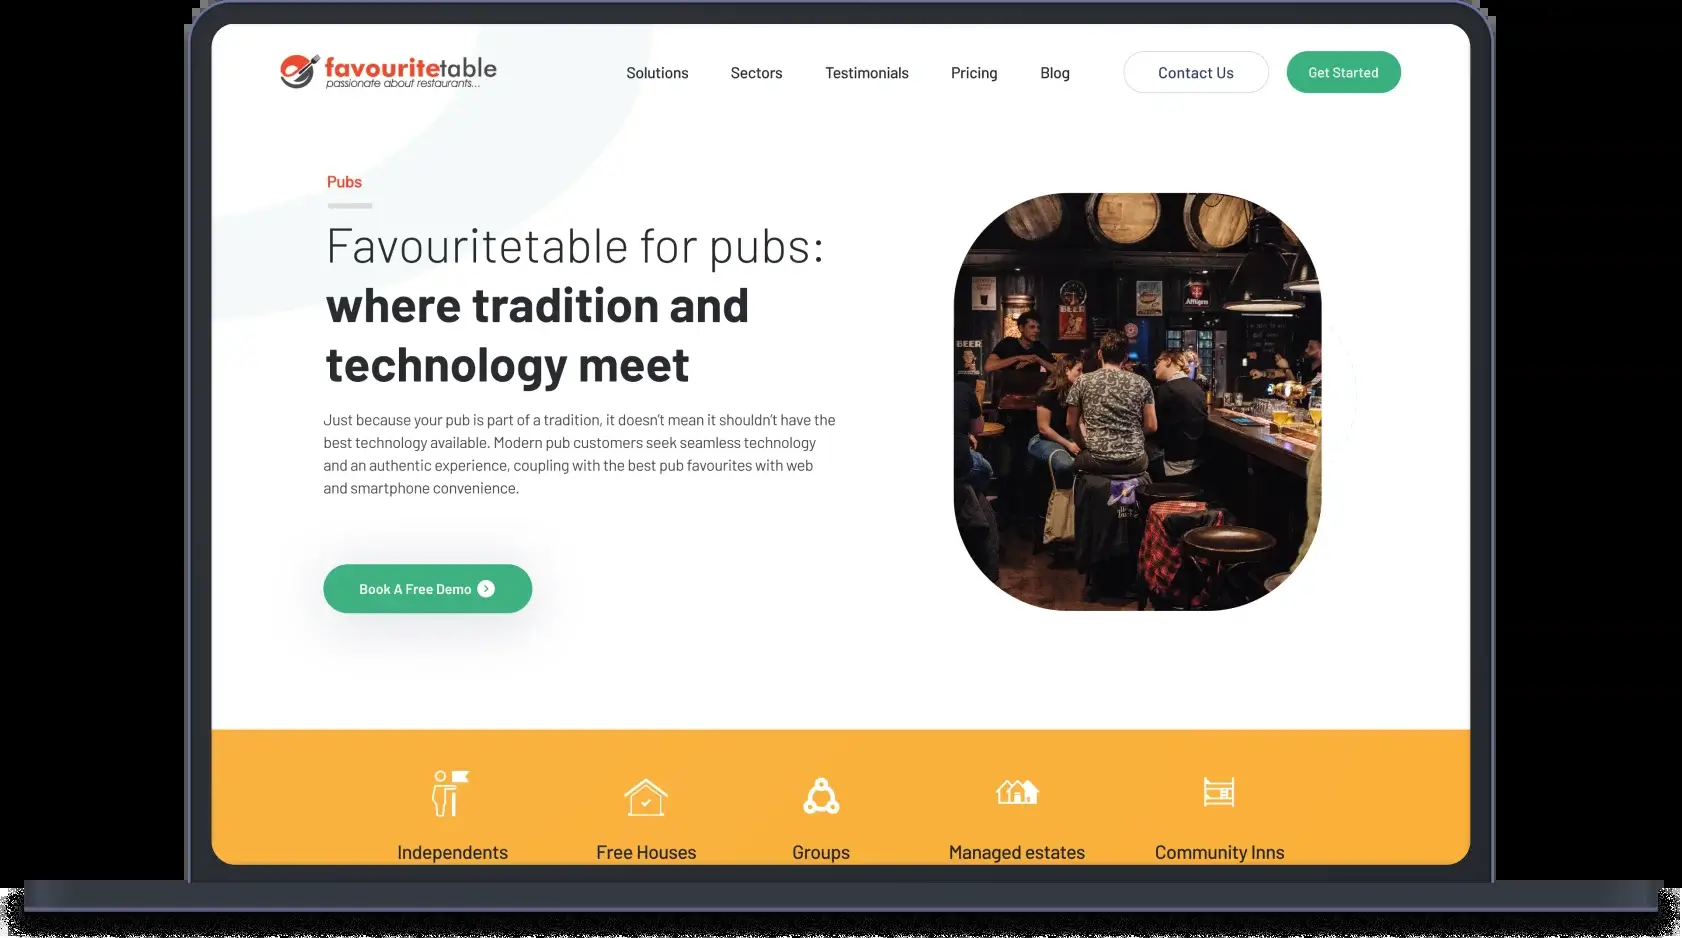 favouritetable
passionate about restaurants...
Solutions
Sectors
Testimonials
Pricing
Blog
Contact Us
Get Started
Pubs
Favouritetable for pubs:
where tradition and
technology meet
Just because your pub is part of a tradition, it doesn't mean it shouldn't have the
best technology available. Modern pub customers seek seamless technology
and an authentic experience, coupling with the best pub favourites with web
and smartphone convenience.
Book A Free Demo
BEER
BEER
Affligem
Independents
Free Houses
Groups
Managed estates
Community Inns